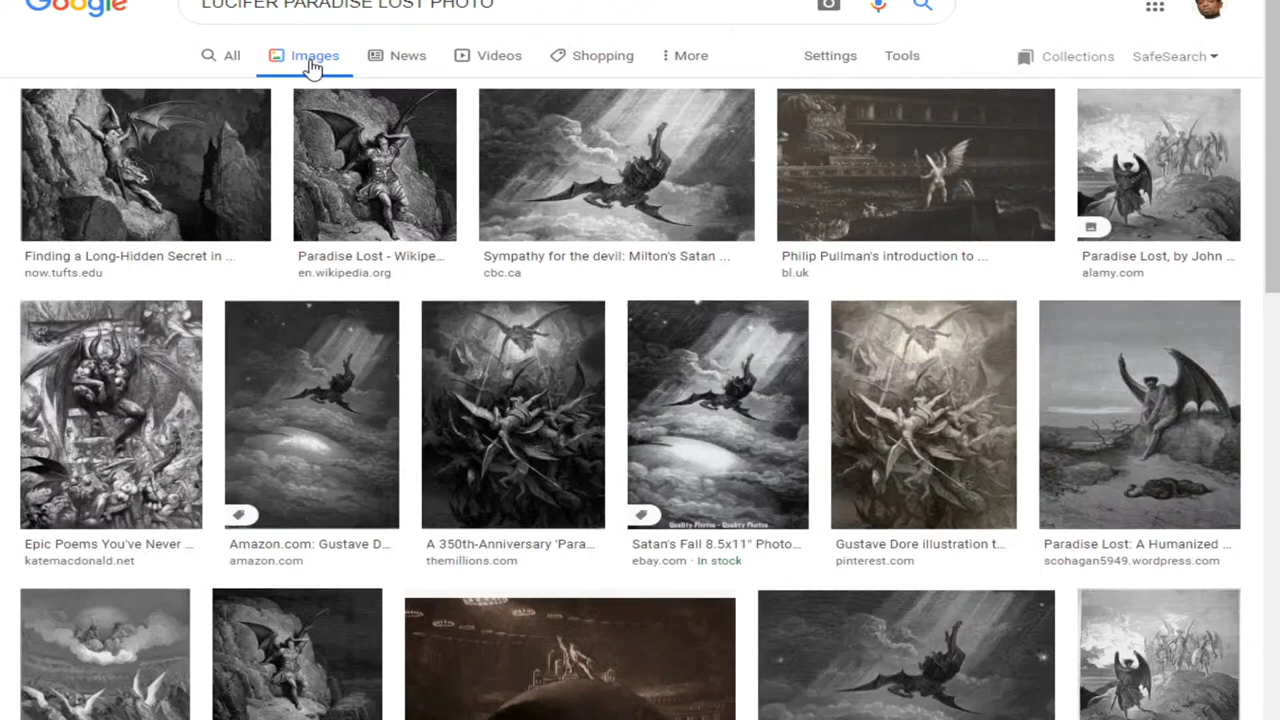 Google
LUCIFER PARADISE LOST PHOTO
All Images News Videos Shopping More Settings Tools Collections SafeSearch
Finding a Long-Hidden Secret in ...
now.tufts.edu
Paradise Lost - Wikipe...
en.wikipedia.org
Sympathy for the devil: Milton's Satan ...
cbc.ca
Philip Pullman's introduction to ...
bl.uk
Paradise Lost, by John ...
alamy.com
Quality Photos - Quality Photos
Epic Poems You've Never ...
katemacdonald.net
Amazon.com: Gustave D...
amazon.com
A 350th-Anniversary 'Para...
themillions.com
Satan's Fall 8.5x11" Photo...
ebay.com · In stock
Gustave Dore illustration t...
pinterest.com
Paradise Lost: A Humanized ...
scohagan5949.wordpress.com